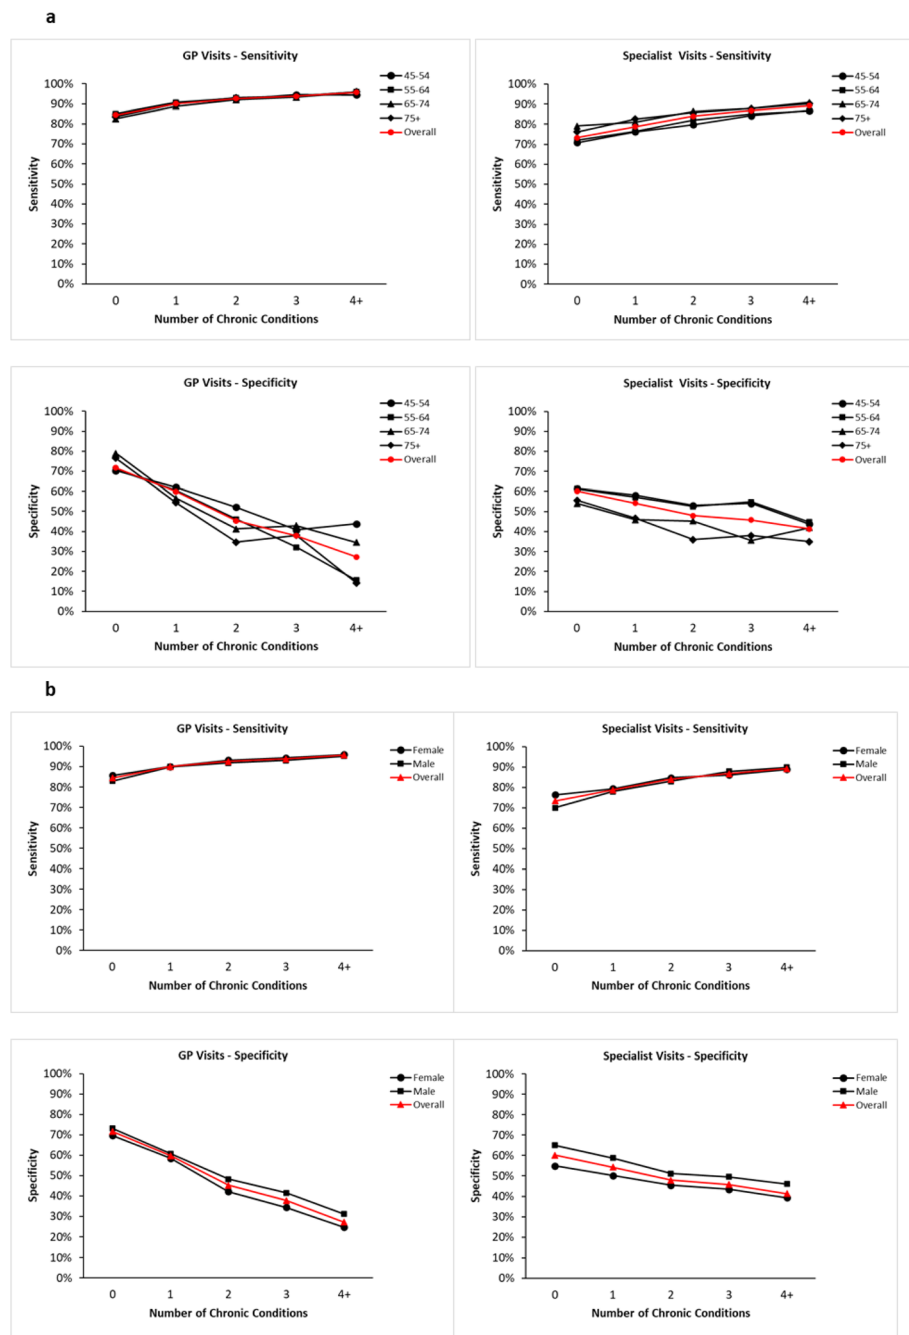 a
GP Visits - Sensitivity
100%
90%
80%
70%
60%
50%
40%
30%
20%
10%
0%
Sensitivity
0 1 2 3 4+
Number of Chronic Conditions
45-54
55-64
65-74
75+
Overall
Specialist Visits - Sensitivity
100%
90%
80%
70%
60%
50%
40%
30%
20%
10%
0%
Sensitivity
0 1 2 3 4+
Number of Chronic Conditions
45-54
55-64
65-74
75+
Overall
GP Visits - Specificity
100%
90%
80%
70%
60%
50%
40%
30%
20%
10%
0%
Specificity
0 1 2 3 4+
Number of Chronic Conditions
45-54
55-64
65-74
75+
Overall
Specialist Visits - Specificity
100%
90%
80%
70%
60%
50%
40%
30%
20%
10%
0%
Specificity
0 1 2 3 4+
Number of Chronic Conditions
45-54
55-64
65-74
75+
Overall
b
GP Visits - Sensitivity
100%
90%
80%
70%
60%
50%
40%
30%
20%
10%
0%
Sensitivity
0 1 2 3 4+
Number of Chronic Conditions
Female
Male
Overall
Specialist Visits - Sensitivity
100%
90%
80%
70%
60%
50%
40%
30%
20%
10%
0%
Sensitivity
0 1 2 3 4+
Number of Chronic Conditions
Female
Male
Overall
GP Visits - Specificity
100%
90%
80%
70%
60%
50%
40%
30%
20%
10%
0%
Specificity
0 1 2 3 4+
Number of Chronic Conditions
Female
Male
Overall
Specialist Visits - Specificity
100%
90%
80%
70%
60%
50%
40%
30%
20%
10%
0%
Specificity
0 1 2 3 4+
Number of Chronic Conditions
Female
Male
Overall